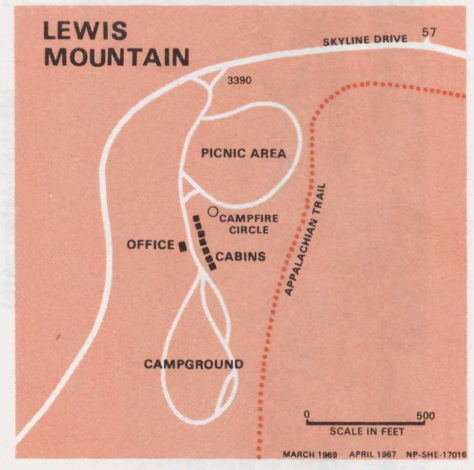 LEWIS
MOUNTAIN
SKYLINE DRIVE
57
3390
PICNIC AREA
CAMPFIRE
CIRCLE
OFFICE
CABINS
APPALACHIAN TRAIL
CAMPGROUND
0 500
SCALE IN FEET
MARCH 1969 APRIL 1967 NP-SHE-17016